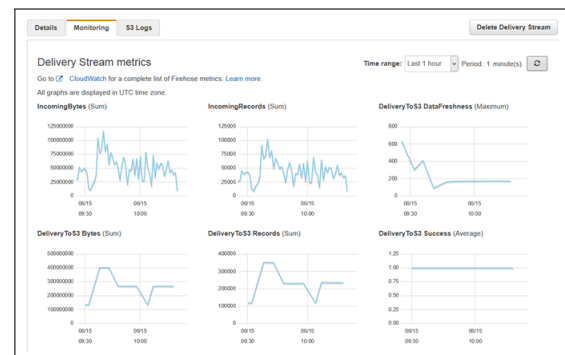 Details Monitoring S3 Logs Delete Delivery Stream
Delivery Stream metrics Time range: Last 1 hour Period: 1 minute(s).
Go to CloudWatch for a complete list of Firehose metrics. Learn more.
All graphs are displayed in UTC time zone.
IncomingBytes (Sum) IncomingRecords (Sum) DeliveryToS3 DataFreshness (Maximum)
125000000 125000 800
100000000 100000 600
75000000 75000 400
50000000 50000
25000000 25000 200
0 0 0
09/15 09/15 09/15 09/15 09/15 09/15
09:30 10:00 09:30 10:00 09:30 10:00
DeliveryToS3 Bytes (Sum) DeliveryToS3 Records (Sum) DeliveryToS3 Success (Average)
500000000 400000 1.25
400000000 300000 1.00
300000000 200000 0.75
200000000 100000 0.50
100000000 0.25
0 0 0.00
09/15 09/15 09/15 09/15 09/15 09/15
09:30 10:00 09:30 10:00 09:30 10:00